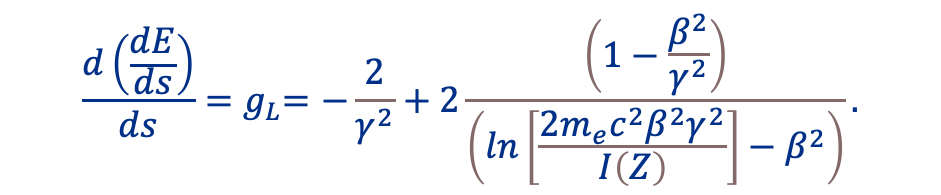 d(dE/ds)/ds = g_L = − 2/γ² + 2 (1 − β²/γ²)/(ln[2m_e c²β²γ²/I(Z)] − β²).